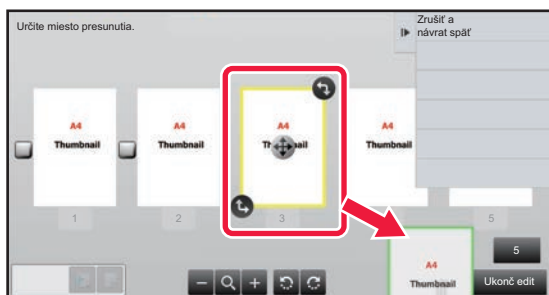 Určite miesto presunutia.
Zrušiť a
návrat späť
A4
Thumbnail
A4
Thumbnail
A4
Thumbnail
A4
Thumbnail
1
2
3
5
A4
Thumbnail
5
Ukonč edit